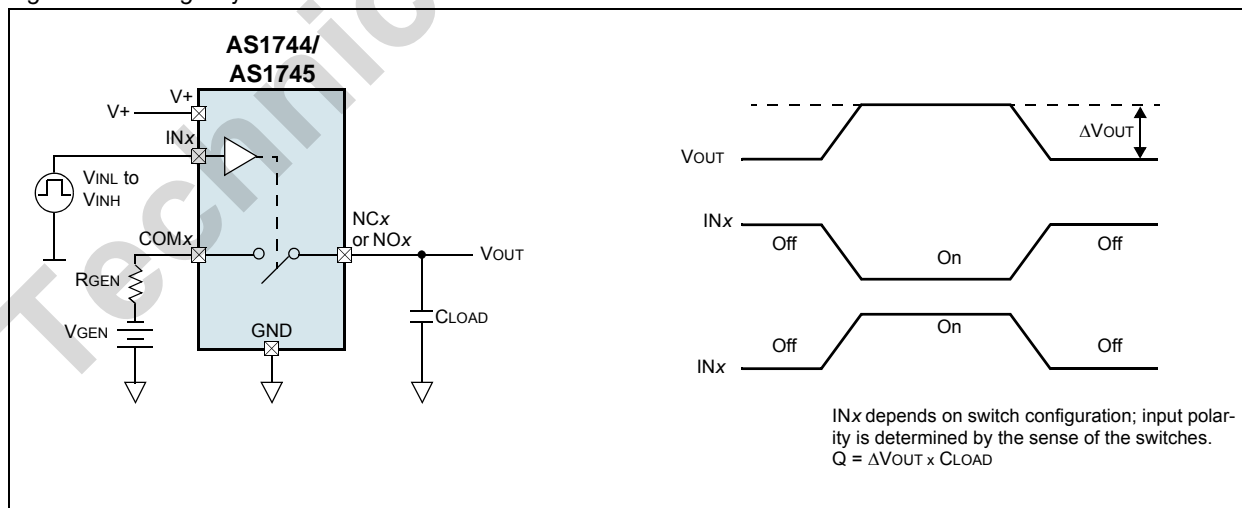 AS1744/
AS1745
V+
V+
INx
VINL to
VINH
COMx
NCx
or NOx
VOUT
RGEN
VGEN
GND
CLOAD
VOUT
ΔVOUT
INx
Off
On
Off
INx
Off
On
Off
INx depends on switch configuration; input polar-
ity is determined by the sense of the switches.
Q = ΔVOUT x CLOAD
Technic